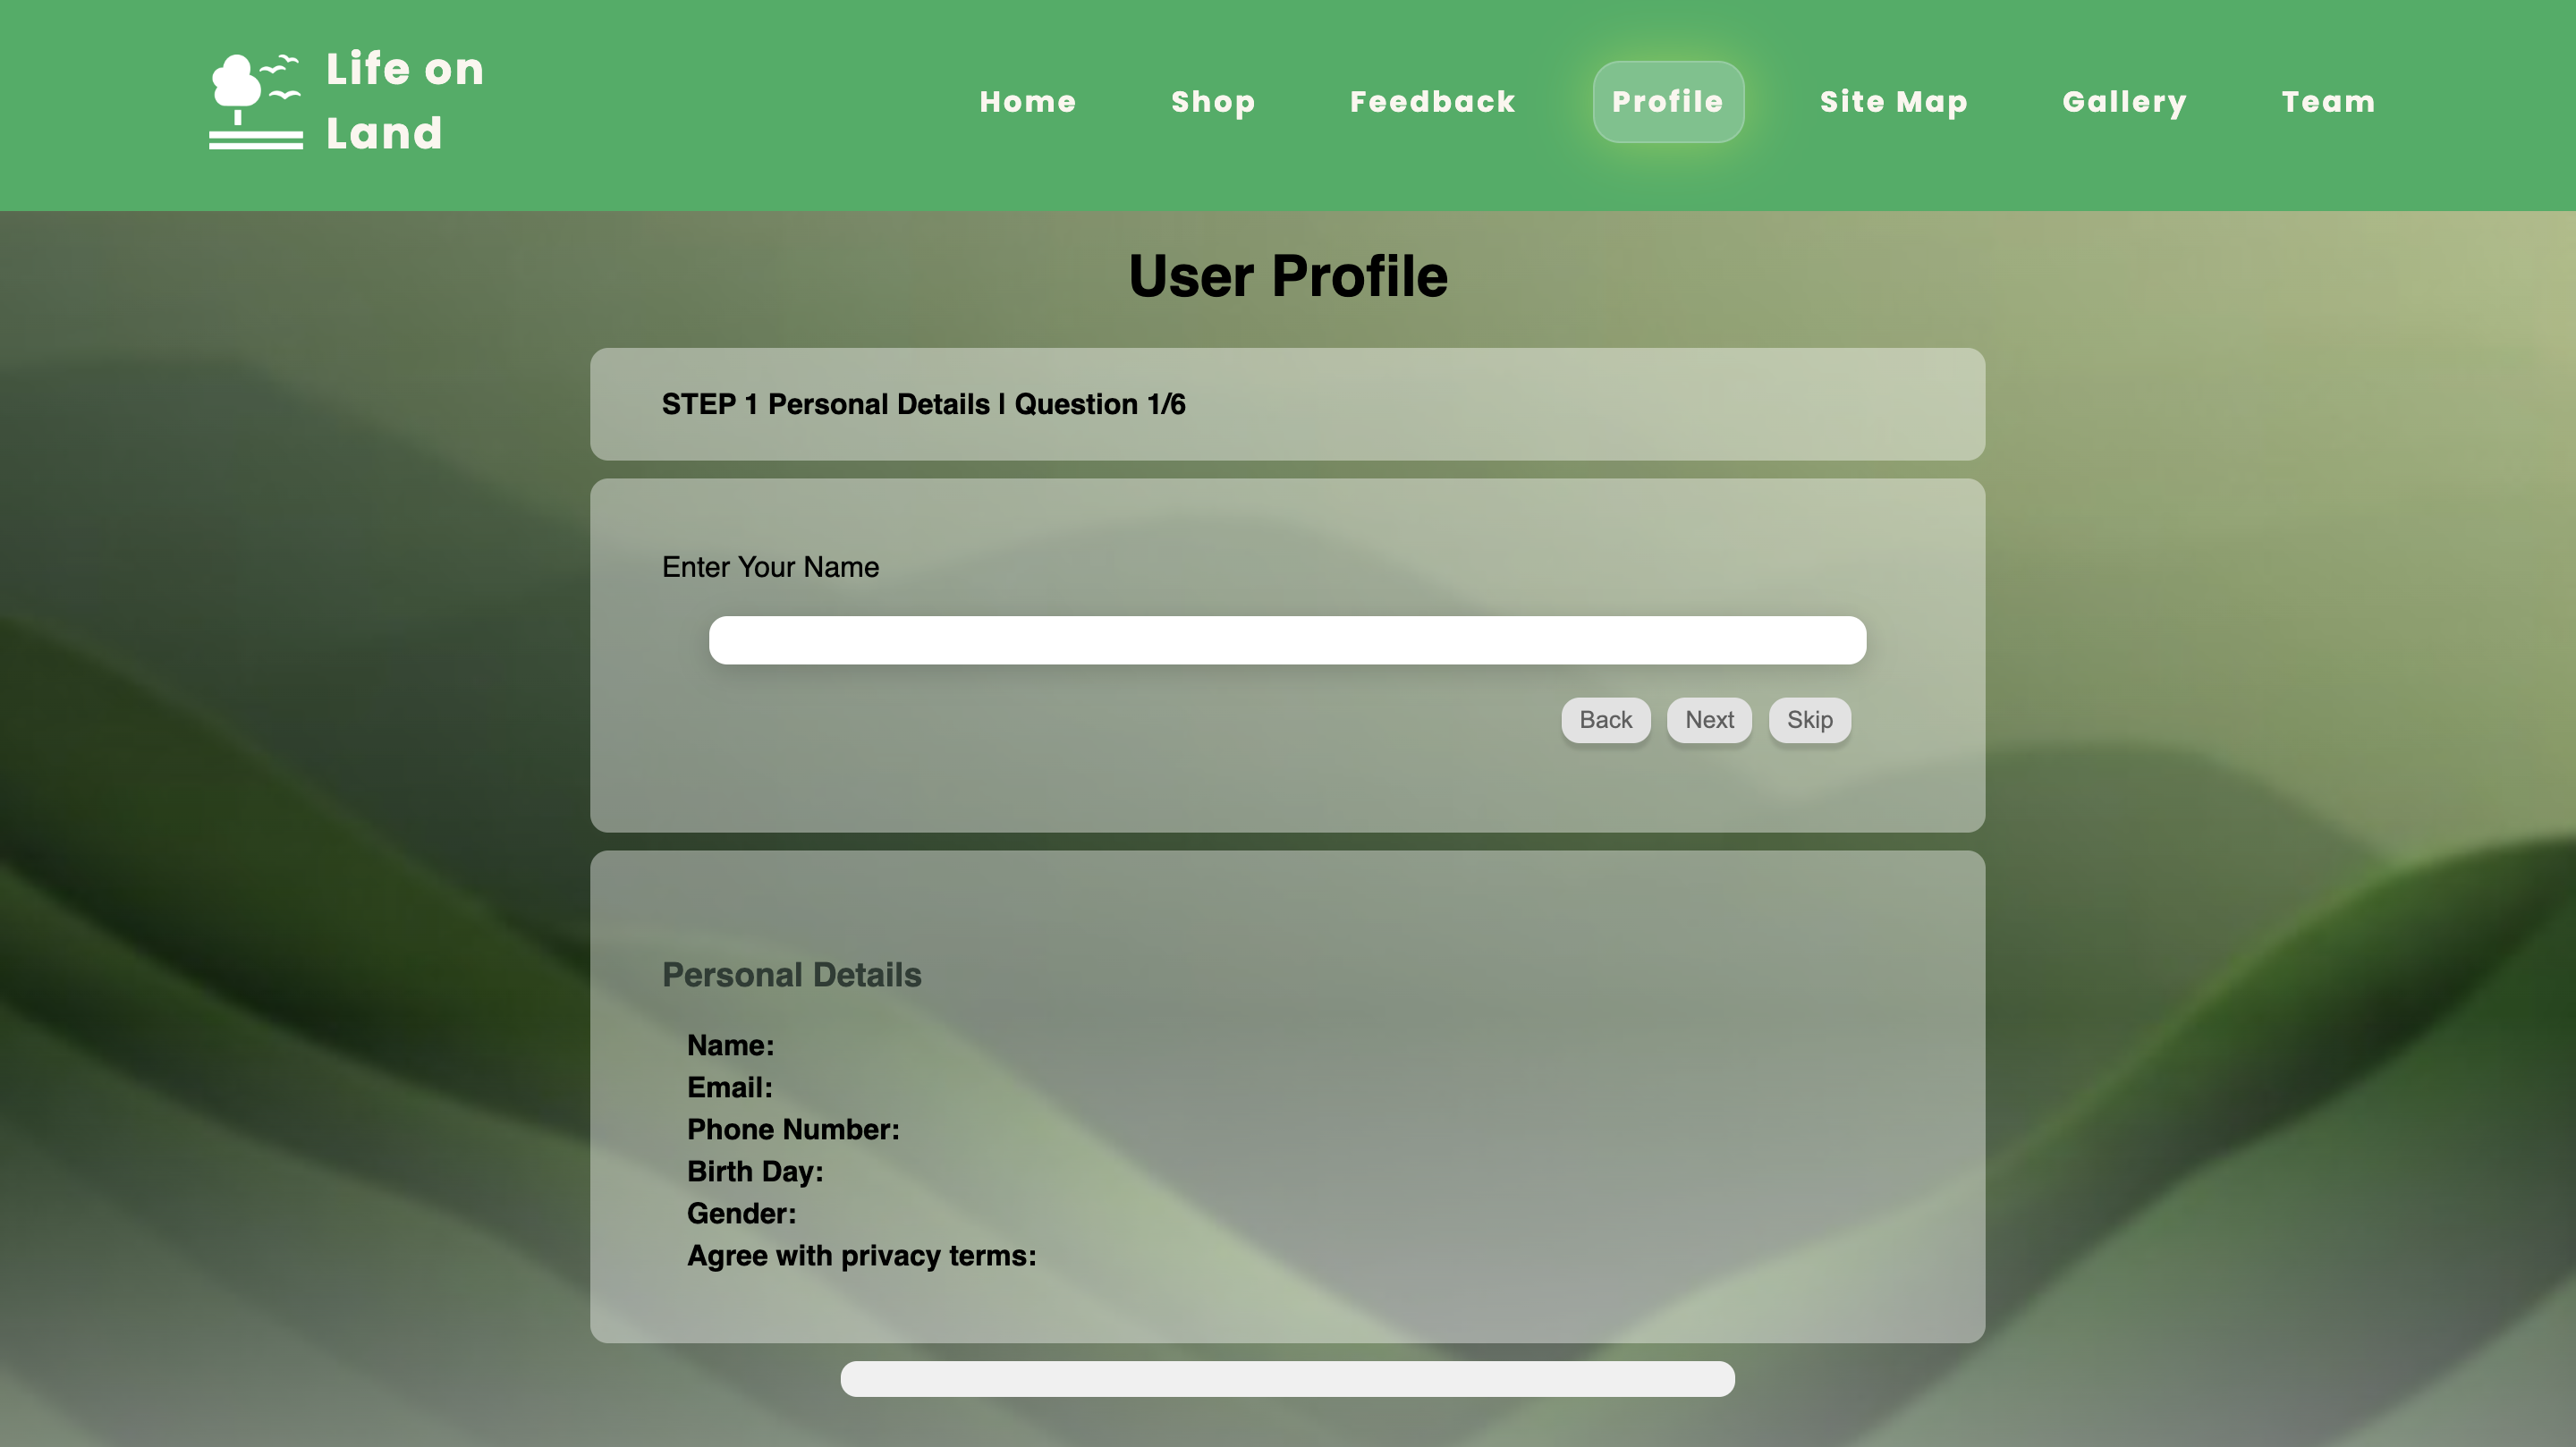 Life on
Land
Home Shop Feedback Profile Site Map Gallery Team
User Profile
STEP 1 Personal Details | Question 1/6
Enter Your Name
Back Next Skip
Personal Details
Name:
Email:
Phone Number:
Birth Day:
Gender:
Agree with privacy terms: